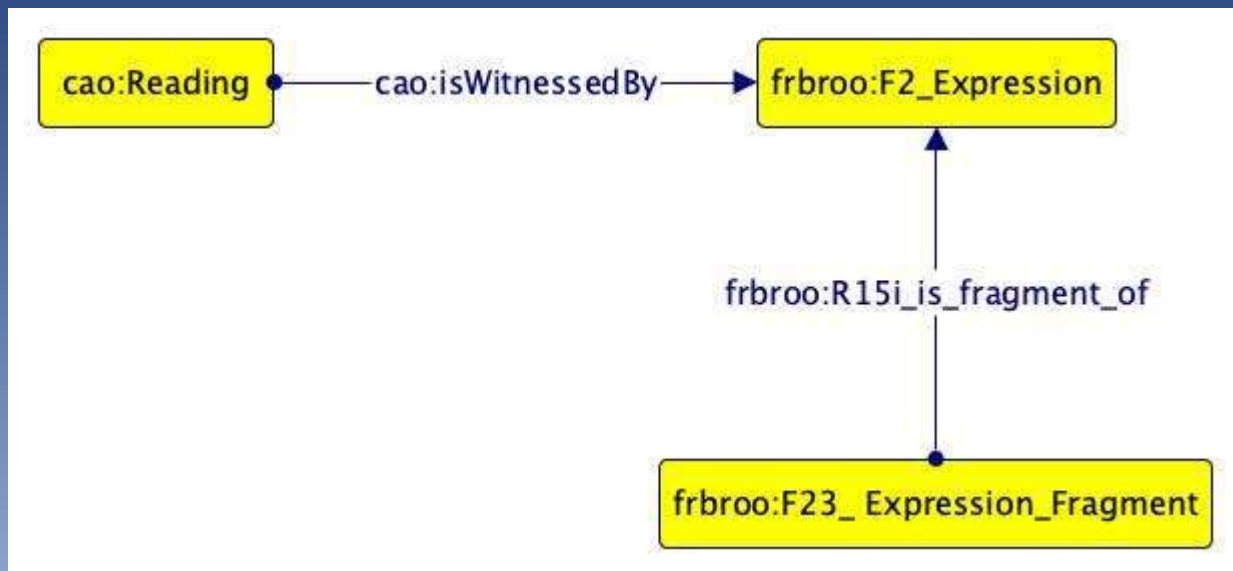 cao:Reading cao:isWitnessedBy frbroo:F2_Expression
frbroo:R15i_is_fragment_of
frbroo:F23_ Expression_Fragment